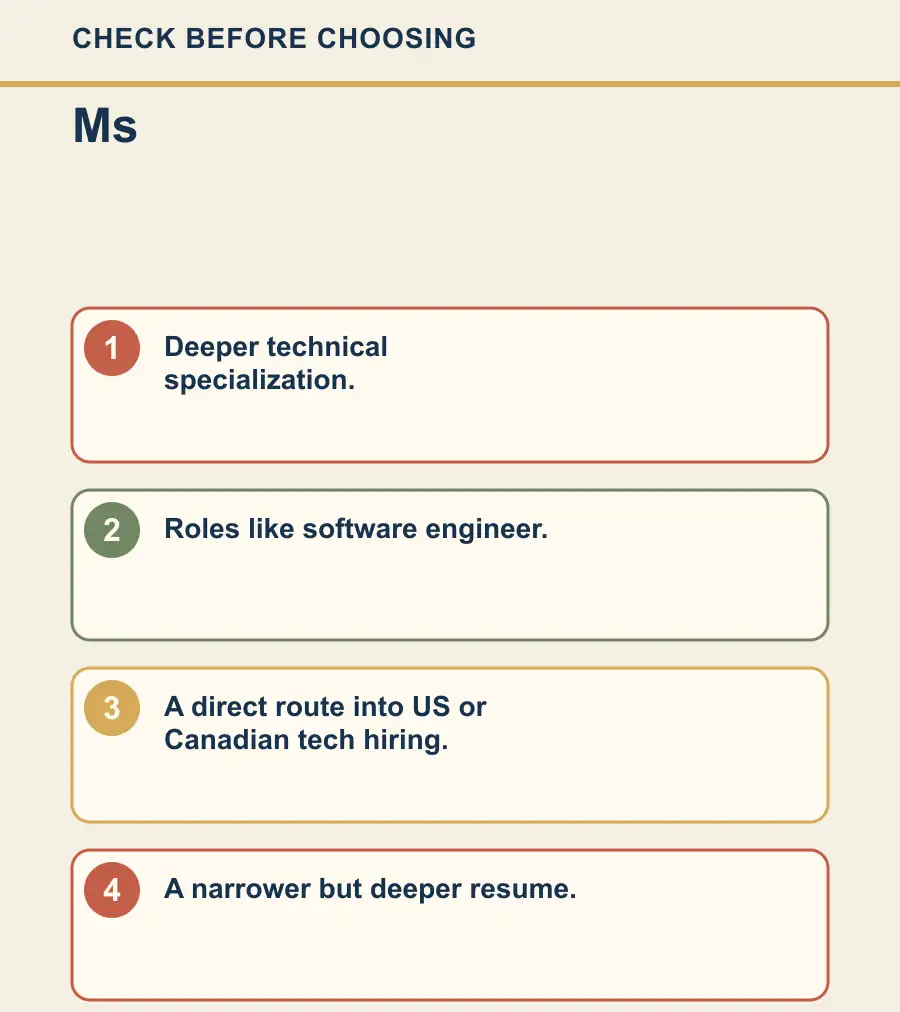 CHECK BEFORE CHOOSING
Ms
1
Deeper technical
specialization.
2
Roles like software engineer.
3
A direct route into US or
Canadian tech hiring.
4
A narrower but deeper resume.